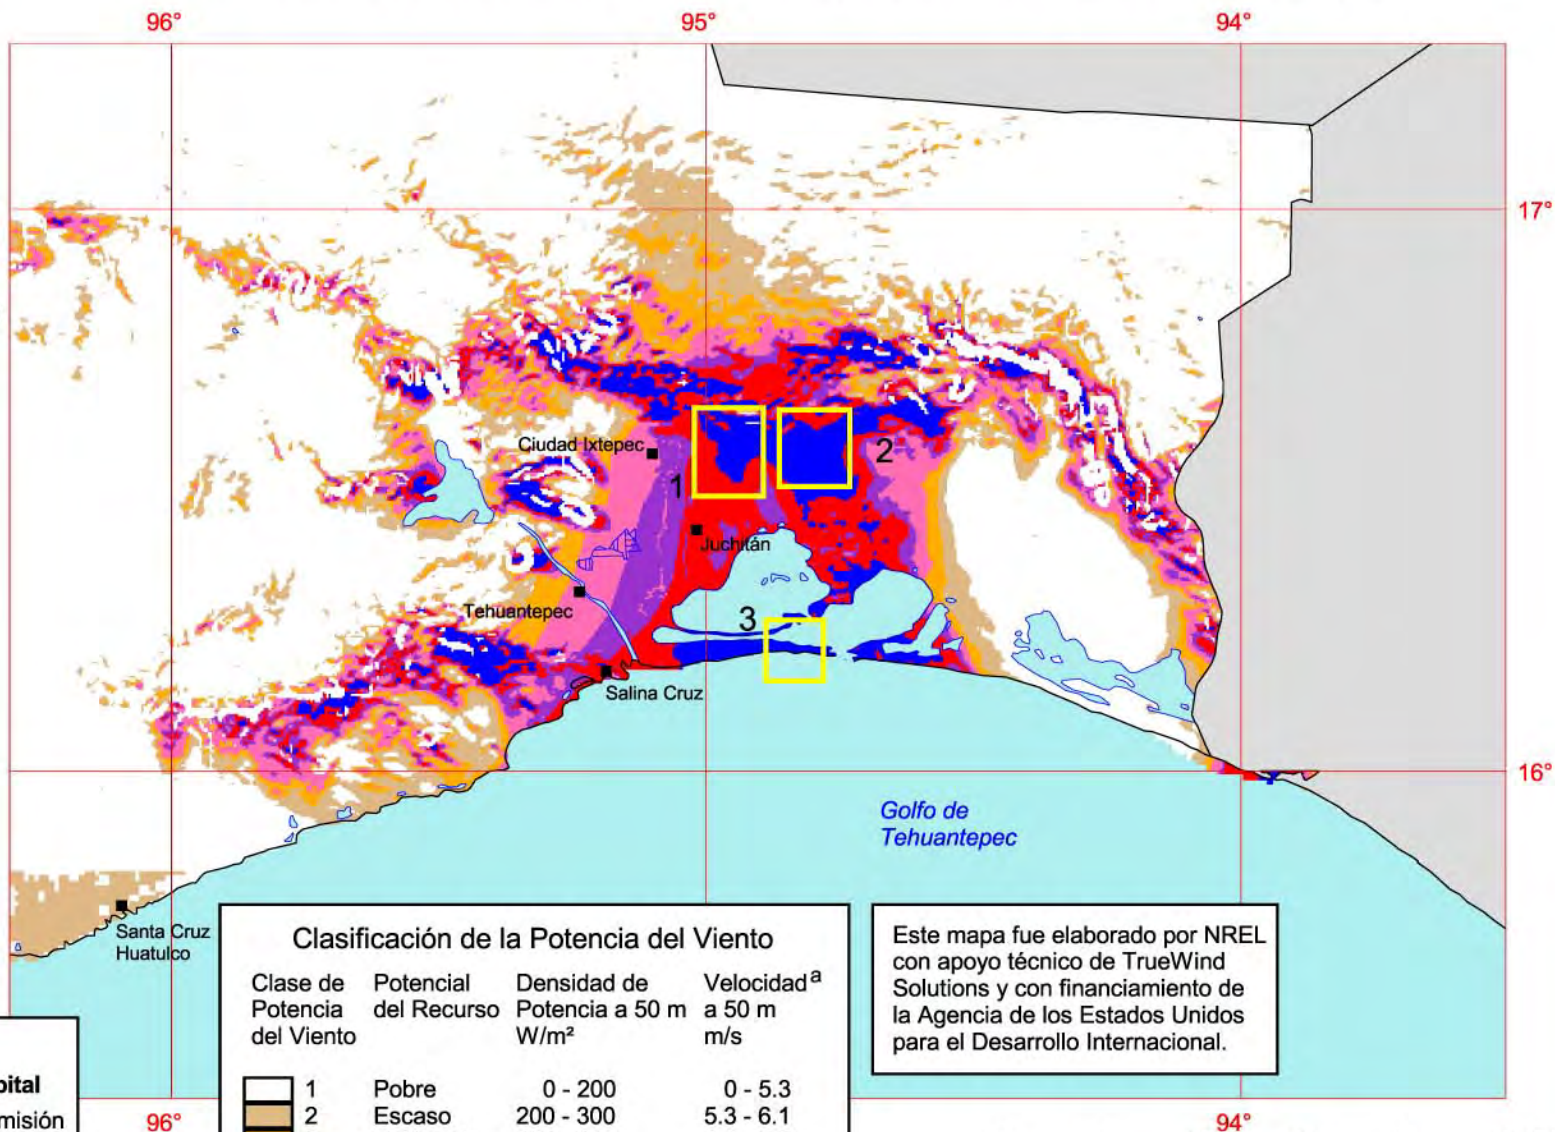 96°
95°
94°
17°
Ciudad Ixtepec
2
1
Juchitán
Tehuantepec
3
Salina Cruz
16°
Golfo de
Tehuantepec
Santa Cruz
Huatulco
Clasificación de la Potencia del Viento
Clase de Potencial Densidad de Velocidad a
Potencia del Recurso Potencia a 50 m a 50 m
del Viento W/m² m/s
1 Pobre 0 - 200 0 - 5.3
2 Escaso 200 - 300 5.3 - 6.1
Este mapa fue elaborado por NREL
con apoyo técnico de TrueWind
Solutions y con financiamiento de
la Agencia de los Estados Unidos
para el Desarrollo Internacional.
pital
misión
96°
94°